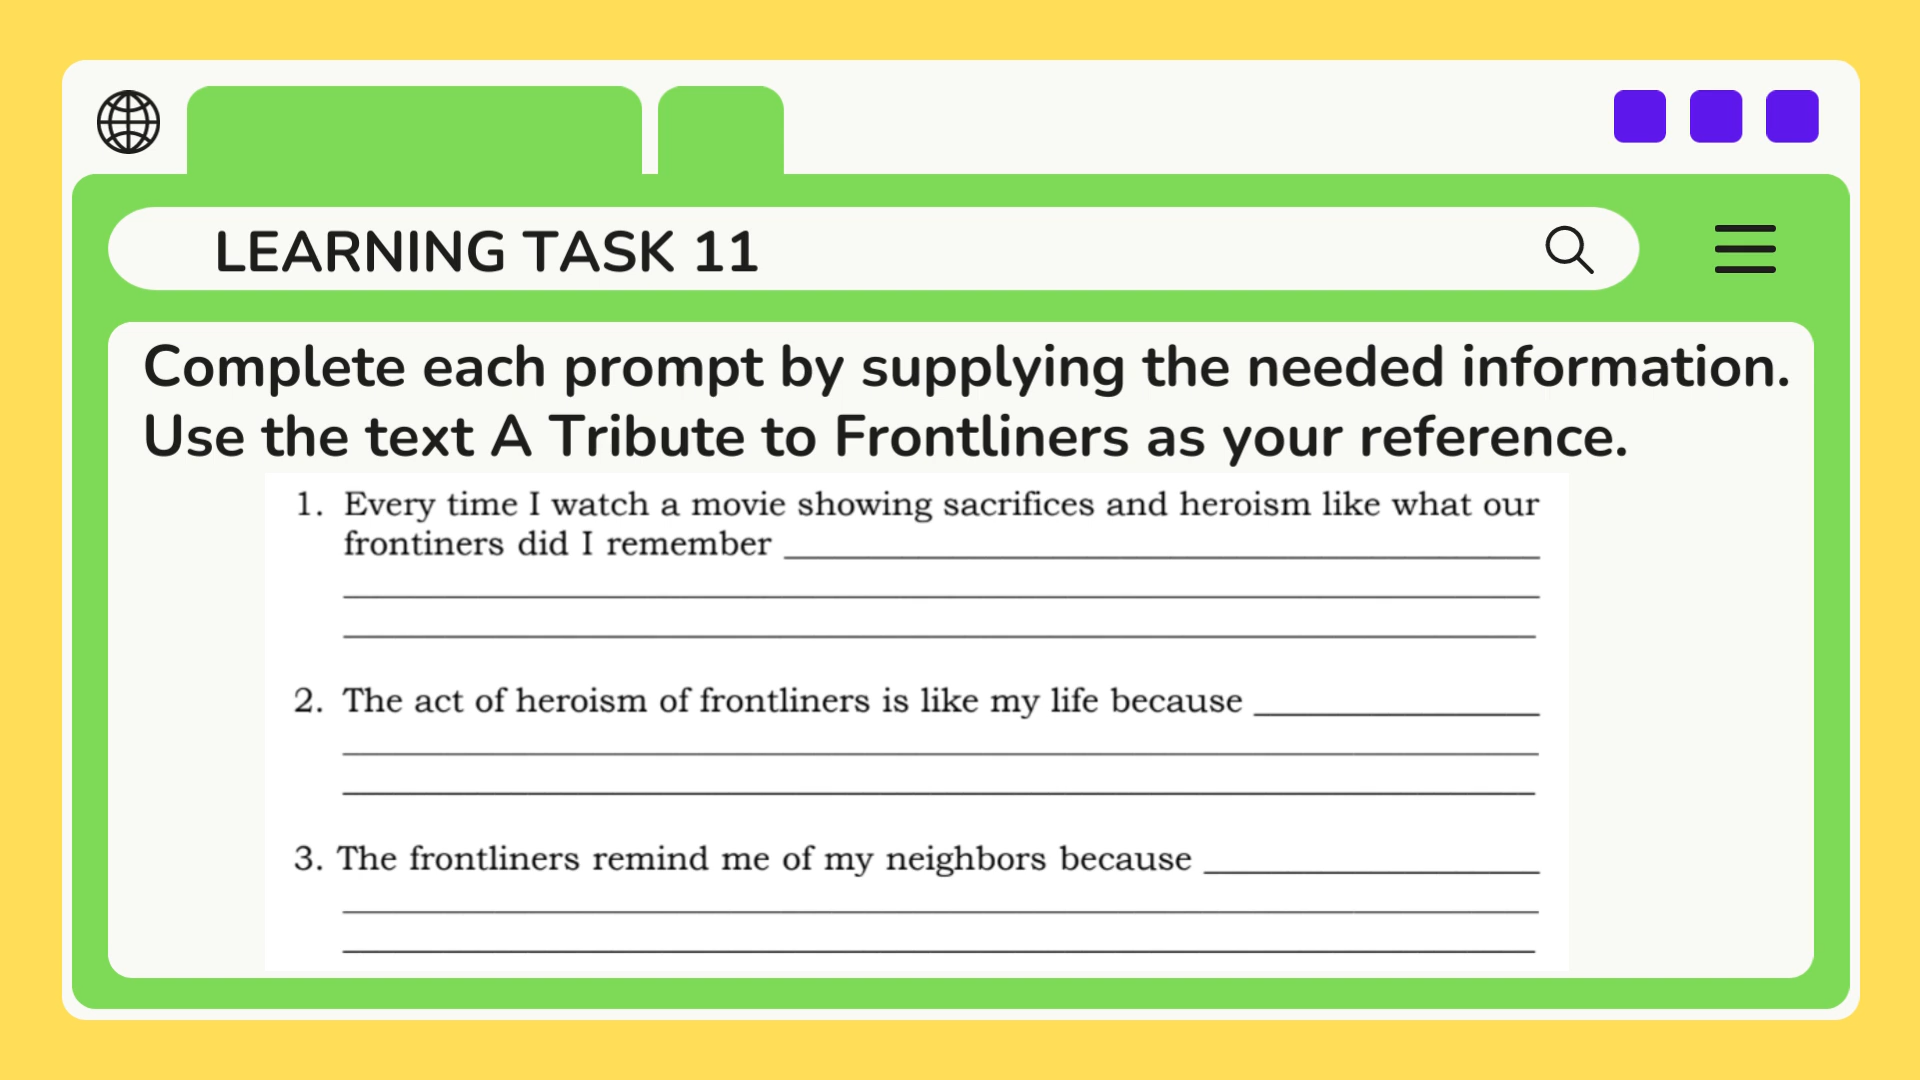 LEARNING TASK 11
Complete each prompt by supplying the needed information.
Use the text A Tribute to Frontliners as your reference.
1. Every time I watch a movie showing sacrifices and heroism like what our
frontiners did I remember
2. The act of heroism of frontliners is like my life because
3. The frontliners remind me of my neighbors because